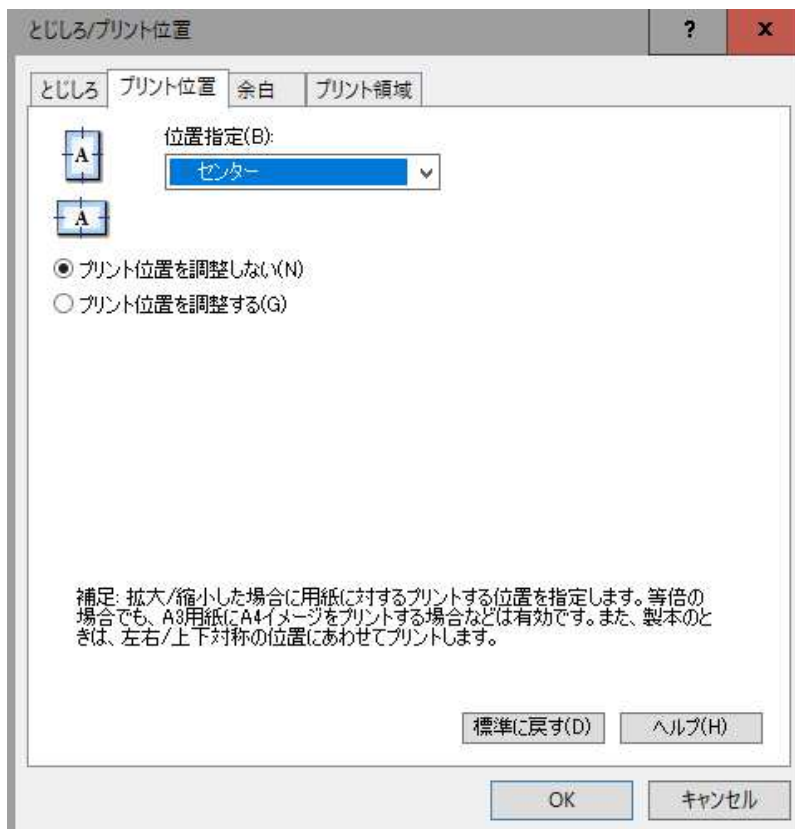 とじしろ/プリント位置
? x
とじしろ プリント位置 余白 プリント領域
位置指定(B):
センター
A
A
プリント位置を調整しない(N)
プリント位置を調整する(G)
補足: 拡大/縮小した場合に用紙に対するプリントする位置を指定します。等倍の
場合でも、A3用紙にA4イメージをプリントする場合などは有効です。また、製本のと
きは、左右/上下対称の位置にあわせてプリントします。
標準に戻す(D) ヘルプ(H)
OK キャンセル